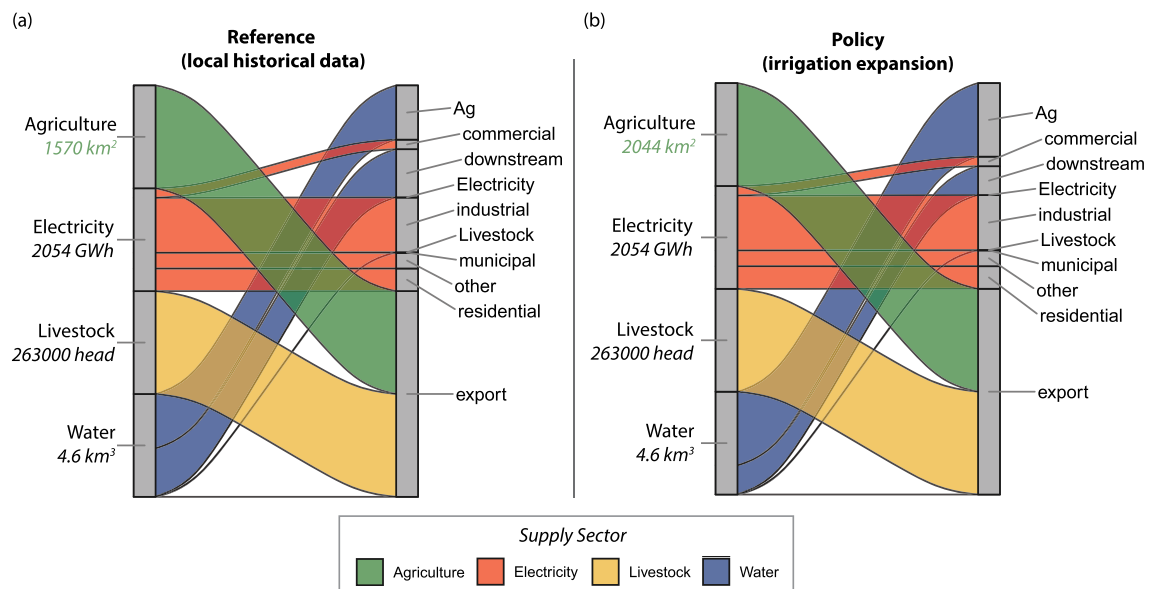 (a)
Reference
(local historical data)
Agriculture
1570 km²
Electricity
2054 GWh
Livestock
263000 head
Water
4.6 km³
Ag
commercial
downstream
Electricity
industrial
Livestock
municipal
other
residential
export
(b)
Policy
(irrigation expansion)
Agriculture
2044 km²
Electricity
2054 GWh
Livestock
263000 head
Water
4.6 km³
Ag
commercial
downstream
Electricity
industrial
Livestock
municipal
other
residential
export
Supply Sector
Agriculture Electricity Livestock Water